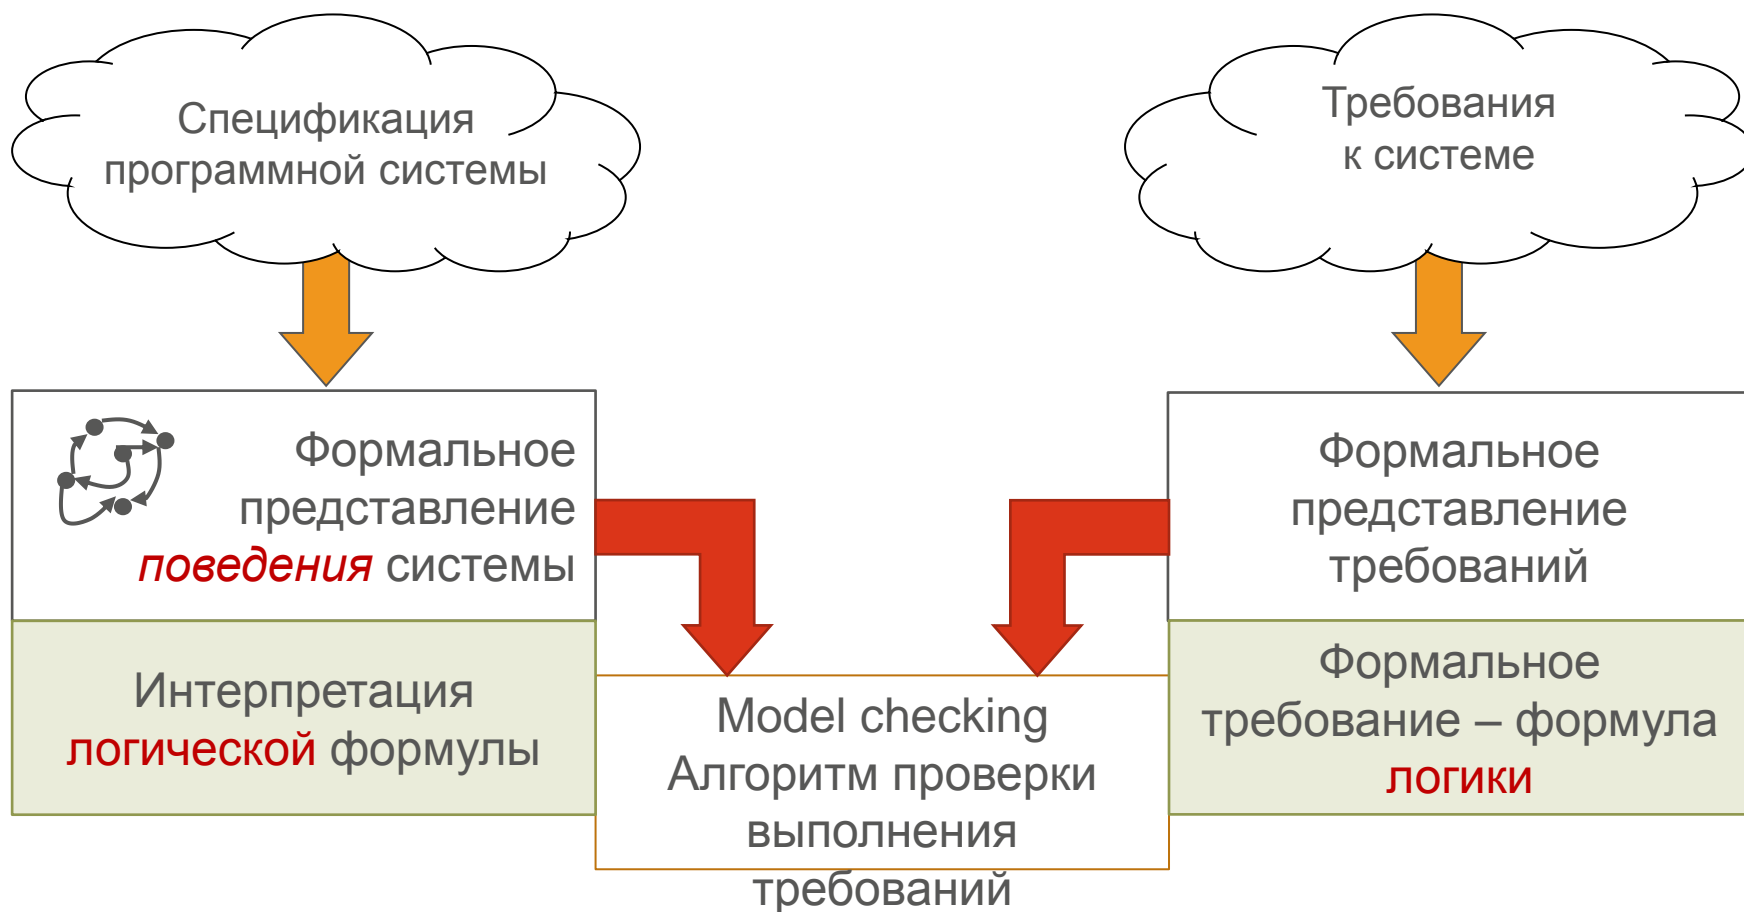 Спецификация
программной системы
Требования
к системе
Формальное
представление
поведения системы
Формальное
представление
требований
Интерпретация
логической формулы
Model checking
Алгоритм проверки
выполнения
требований
Формальное
требование – формула
логики